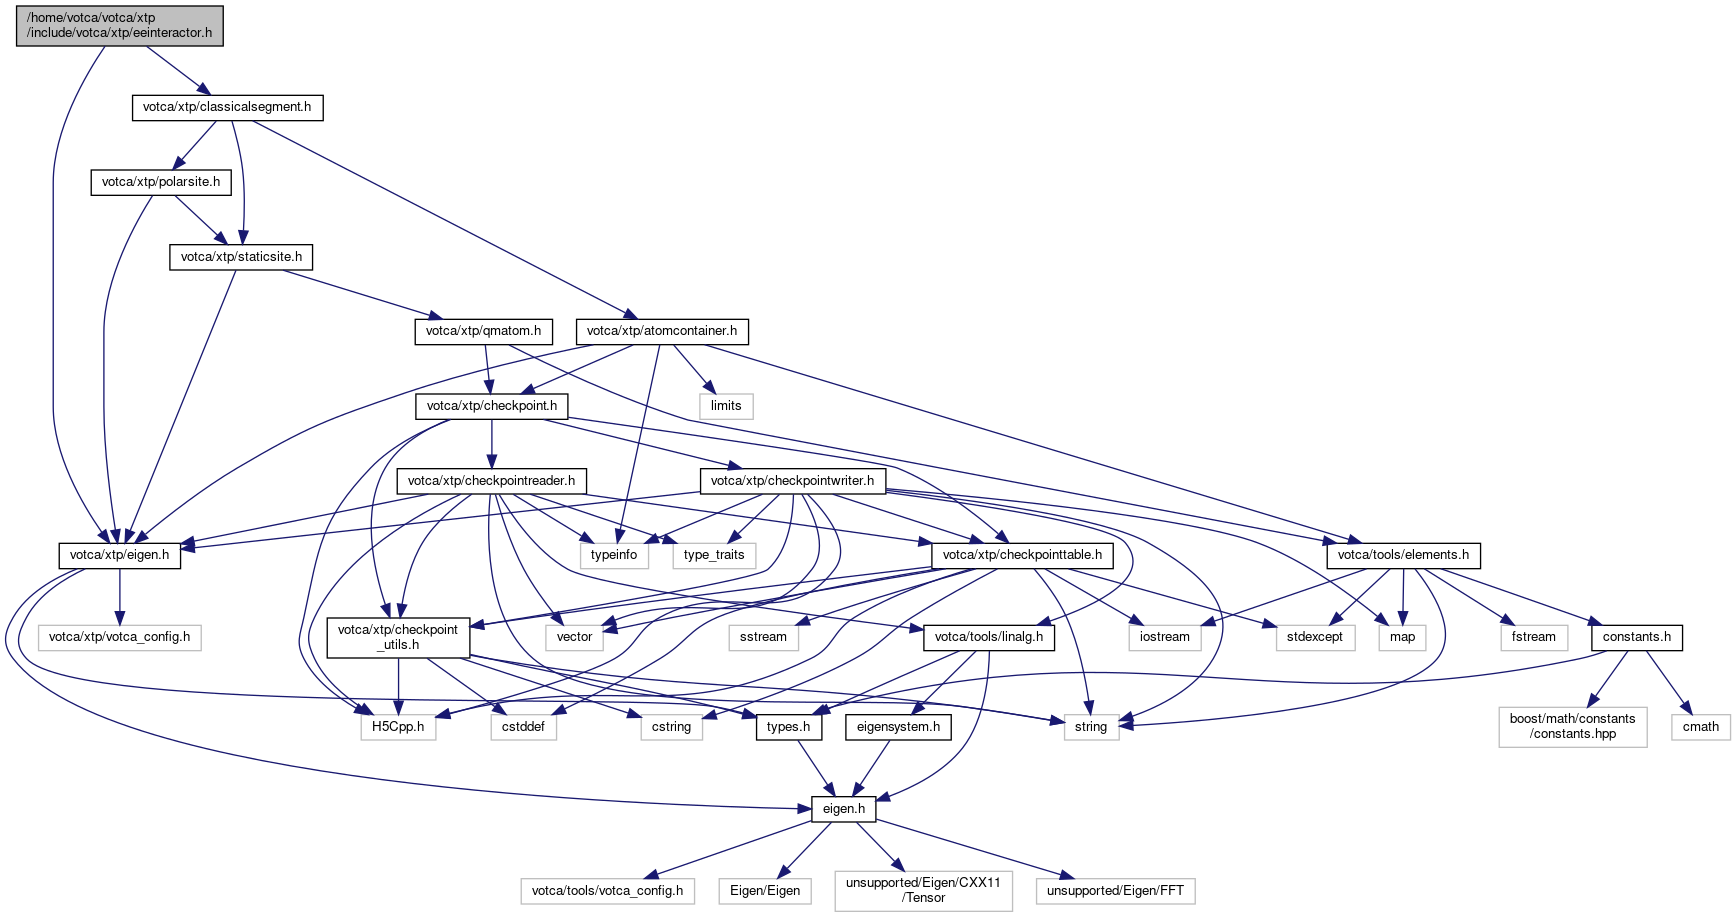 /home/votca/votca/xtp
/include/votca/xtp/eeinteractor.h
votca/xtp/classicalsegment.h
votca/xtp/polarsite.h
votca/xtp/staticsite.h
votca/xtp/qmatom.h
votca/xtp/atomcontainer.h
votca/xtp/checkpoint.h
limits
votca/xtp/checkpointreader.h
votca/xtp/checkpointwriter.h
votca/xtp/eigen.h
typeinfo
type_traits
votca/xtp/checkpointtable.h
votca/tools/elements.h
votca/xtp/votca_config.h
votca/xtp/checkpoint
_utils.h
vector
sstream
votca/tools/linalg.h
iostream
stdexcept
map
fstream
constants.h
H5Cpp.h
cstddef
cstring
types.h
eigensystem.h
string
boost/math/constants
/constants.hpp
cmath
eigen.h
votca/tools/votca_config.h
Eigen/Eigen
unsupported/Eigen/CXX11
/Tensor
unsupported/Eigen/FFT